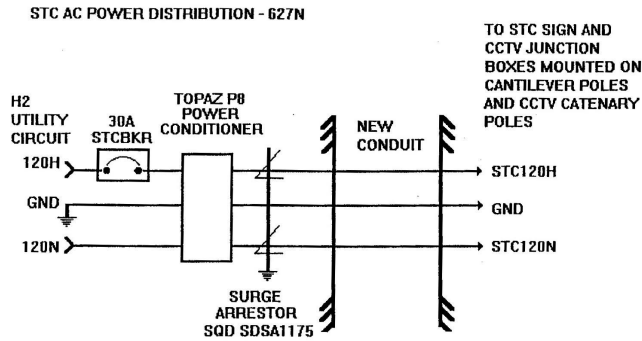 STC AC POWER DISTRIBUTION - 627N
TO STC SIGN AND
CCTV JUNCTION
BOXES MOUNTED ON
CANTILEVER POLES
AND CCTV CATENARY
POLES
H2
UTILITY
CIRCUIT
30A
STCBKR
TOPAZ P8
POWER
CONDITIONER
NEW
CONDUIT
120H
STC120H
GND
GND
120N
STC120N
SURGE
ARRESTOR
SQD SDSA1175